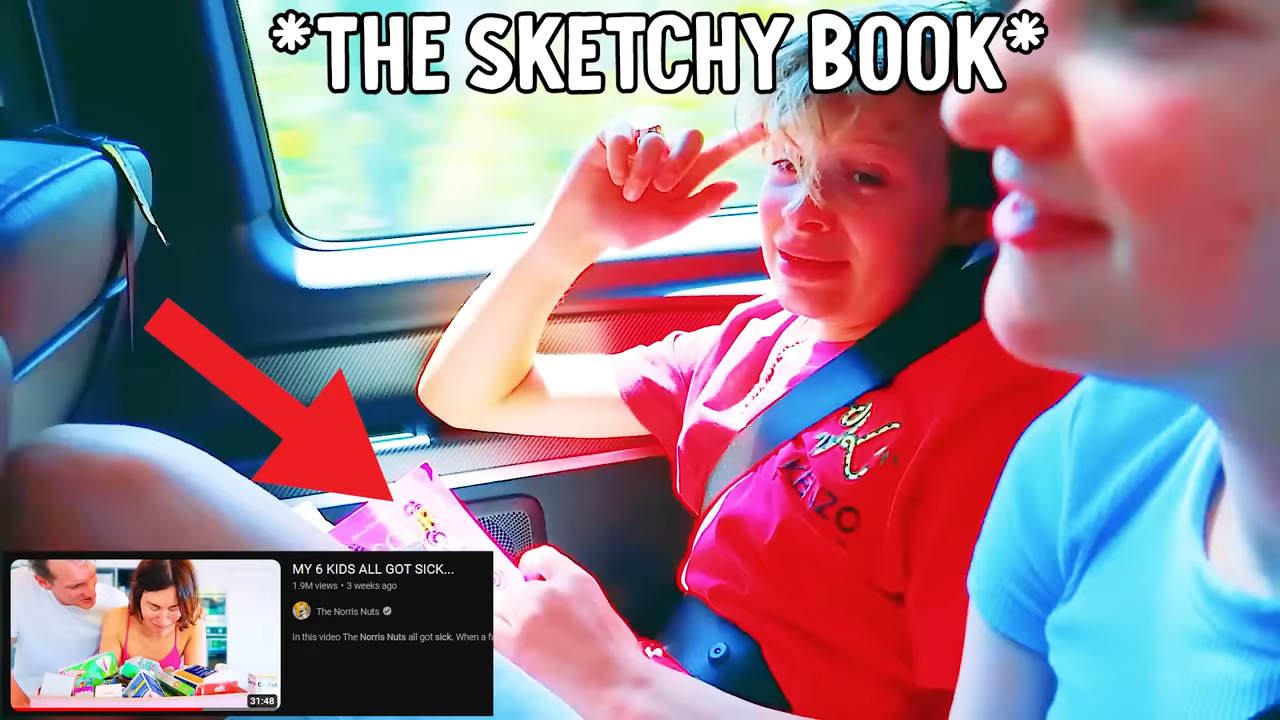 *THE SKETCHY BOOK*
KENZO
MY 6 KIDS ALL GOT SICK...
1.9M views • 3 weeks ago
The Norris Nuts
In this video The Norris Nuts all got sick. When a fa
31:48